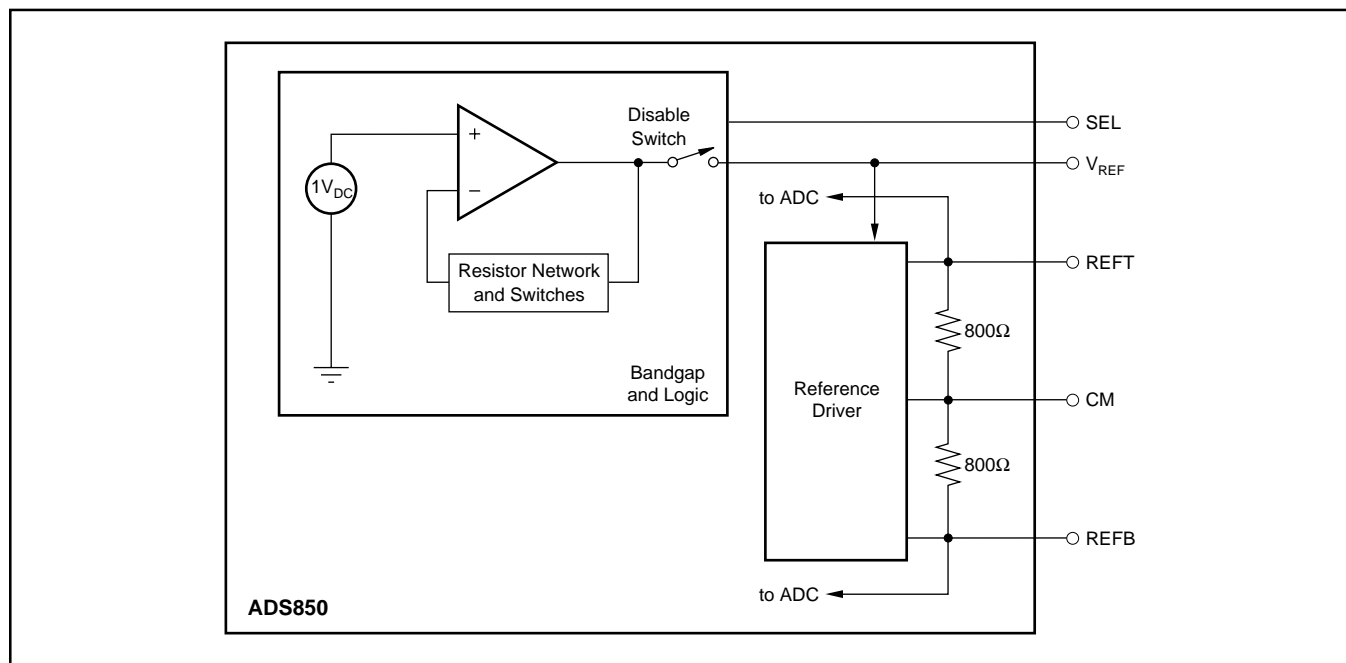 Disable
Switch
SEL
+
V_REF
1V_DC
−
to ADC
REFT
Resistor Network
and Switches
800Ω
Bandgap
and Logic
Reference
Driver
CM
800Ω
REFB
to ADC
ADS850